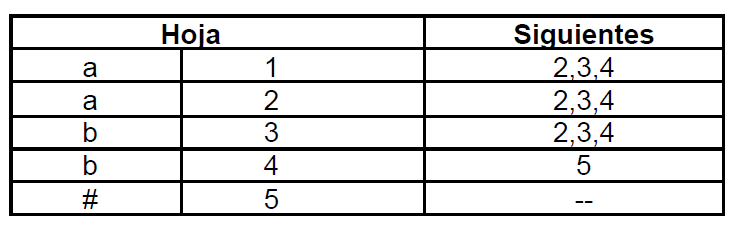 Hoja Siguientes
a 1 2,3,4
a 2 2,3,4
b 3 2,3,4
b 4 5
# 5 --